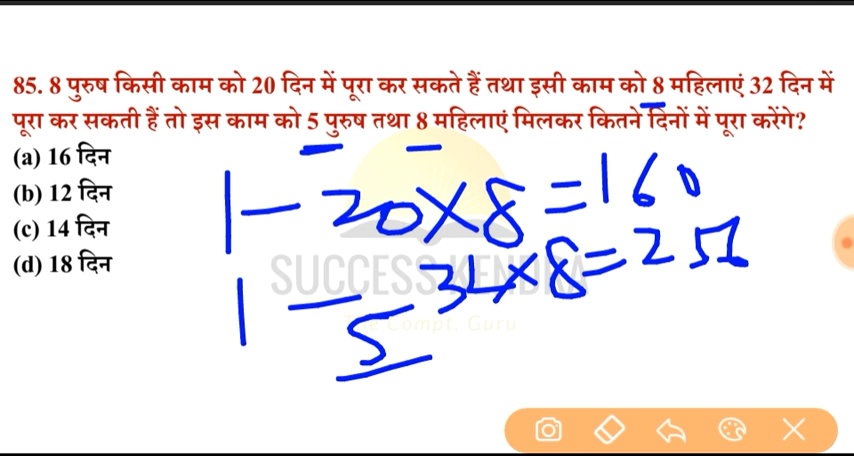 85. 8 पुरुष किसी काम को 20 दिन में पूरा कर सकते हैं तथा इसी काम को 8 महिलाएं 32 दिन में
पूरा कर सकती हैं तो इस काम को 5 पुरुष तथा 8 महिलाएं मिलकर कितने दिनों में पूरा करेंगे?
(a) 16 दिन
(b) 12 दिन
(c) 14 दिन
(d) 18 दिन
1 - 20 × 8 = 160
SUCCESS KENDRA
1 - 32 × 8 = 256
The Compt. Guru
5